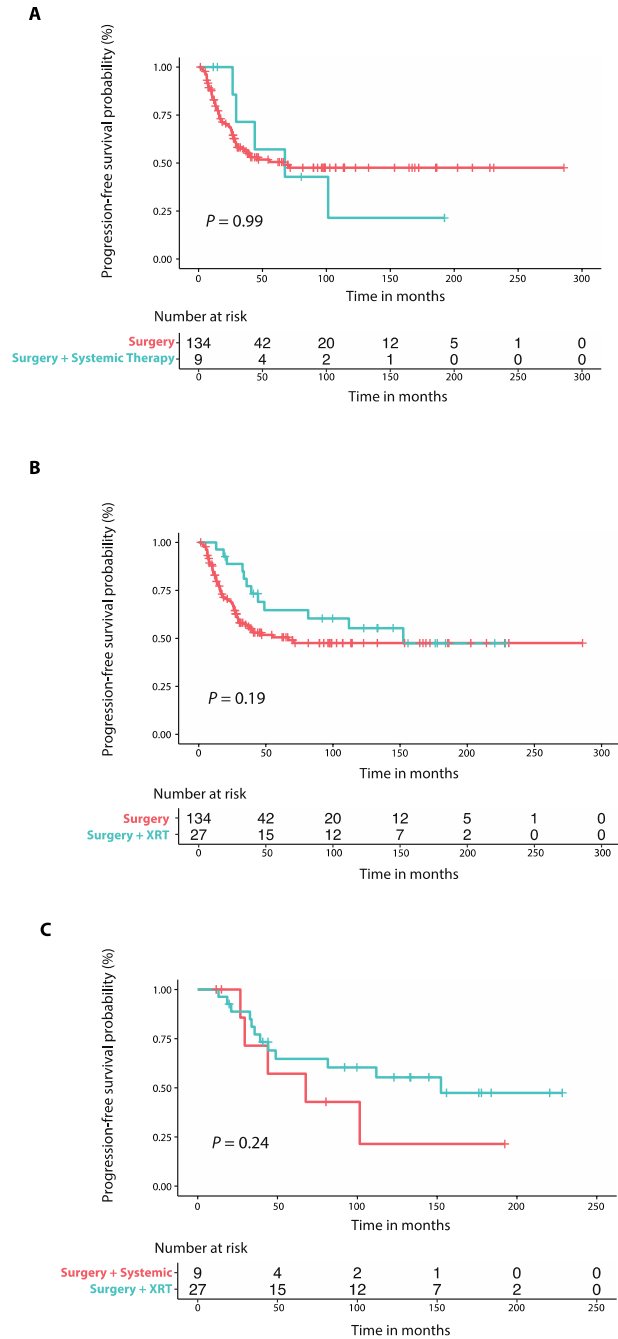 A
Progression-free survival probability (%)
1.00
0.75
0.50
0.25
0.00
P = 0.99
0 50 100 150 200 250 300
Time in months
Number at risk
Surgery 134 42 20 12 5 1 0
Surgery + Systemic Therapy 9 4 2 1 0 0 0
0 50 100 150 200 250 300
Time in months
B
Progression-free survival probability (%)
1.00
0.75
0.50
0.25
0.00
P = 0.19
0 50 100 150 200 250 300
Time in months
Number at risk
Surgery 134 42 20 12 5 1 0
Surgery + XRT 27 15 12 7 2 0 0
0 50 100 150 200 250 300
Time in months
C
Progression-free survival probability (%)
1.00
0.75
0.50
0.25
0.00
P = 0.24
0 50 100 150 200 250
Time in months
Number at risk
Surgery + Systemic 9 4 2 1 0 0
Surgery + XRT 27 15 12 7 2 0
0 50 100 150 200 250
Time in months